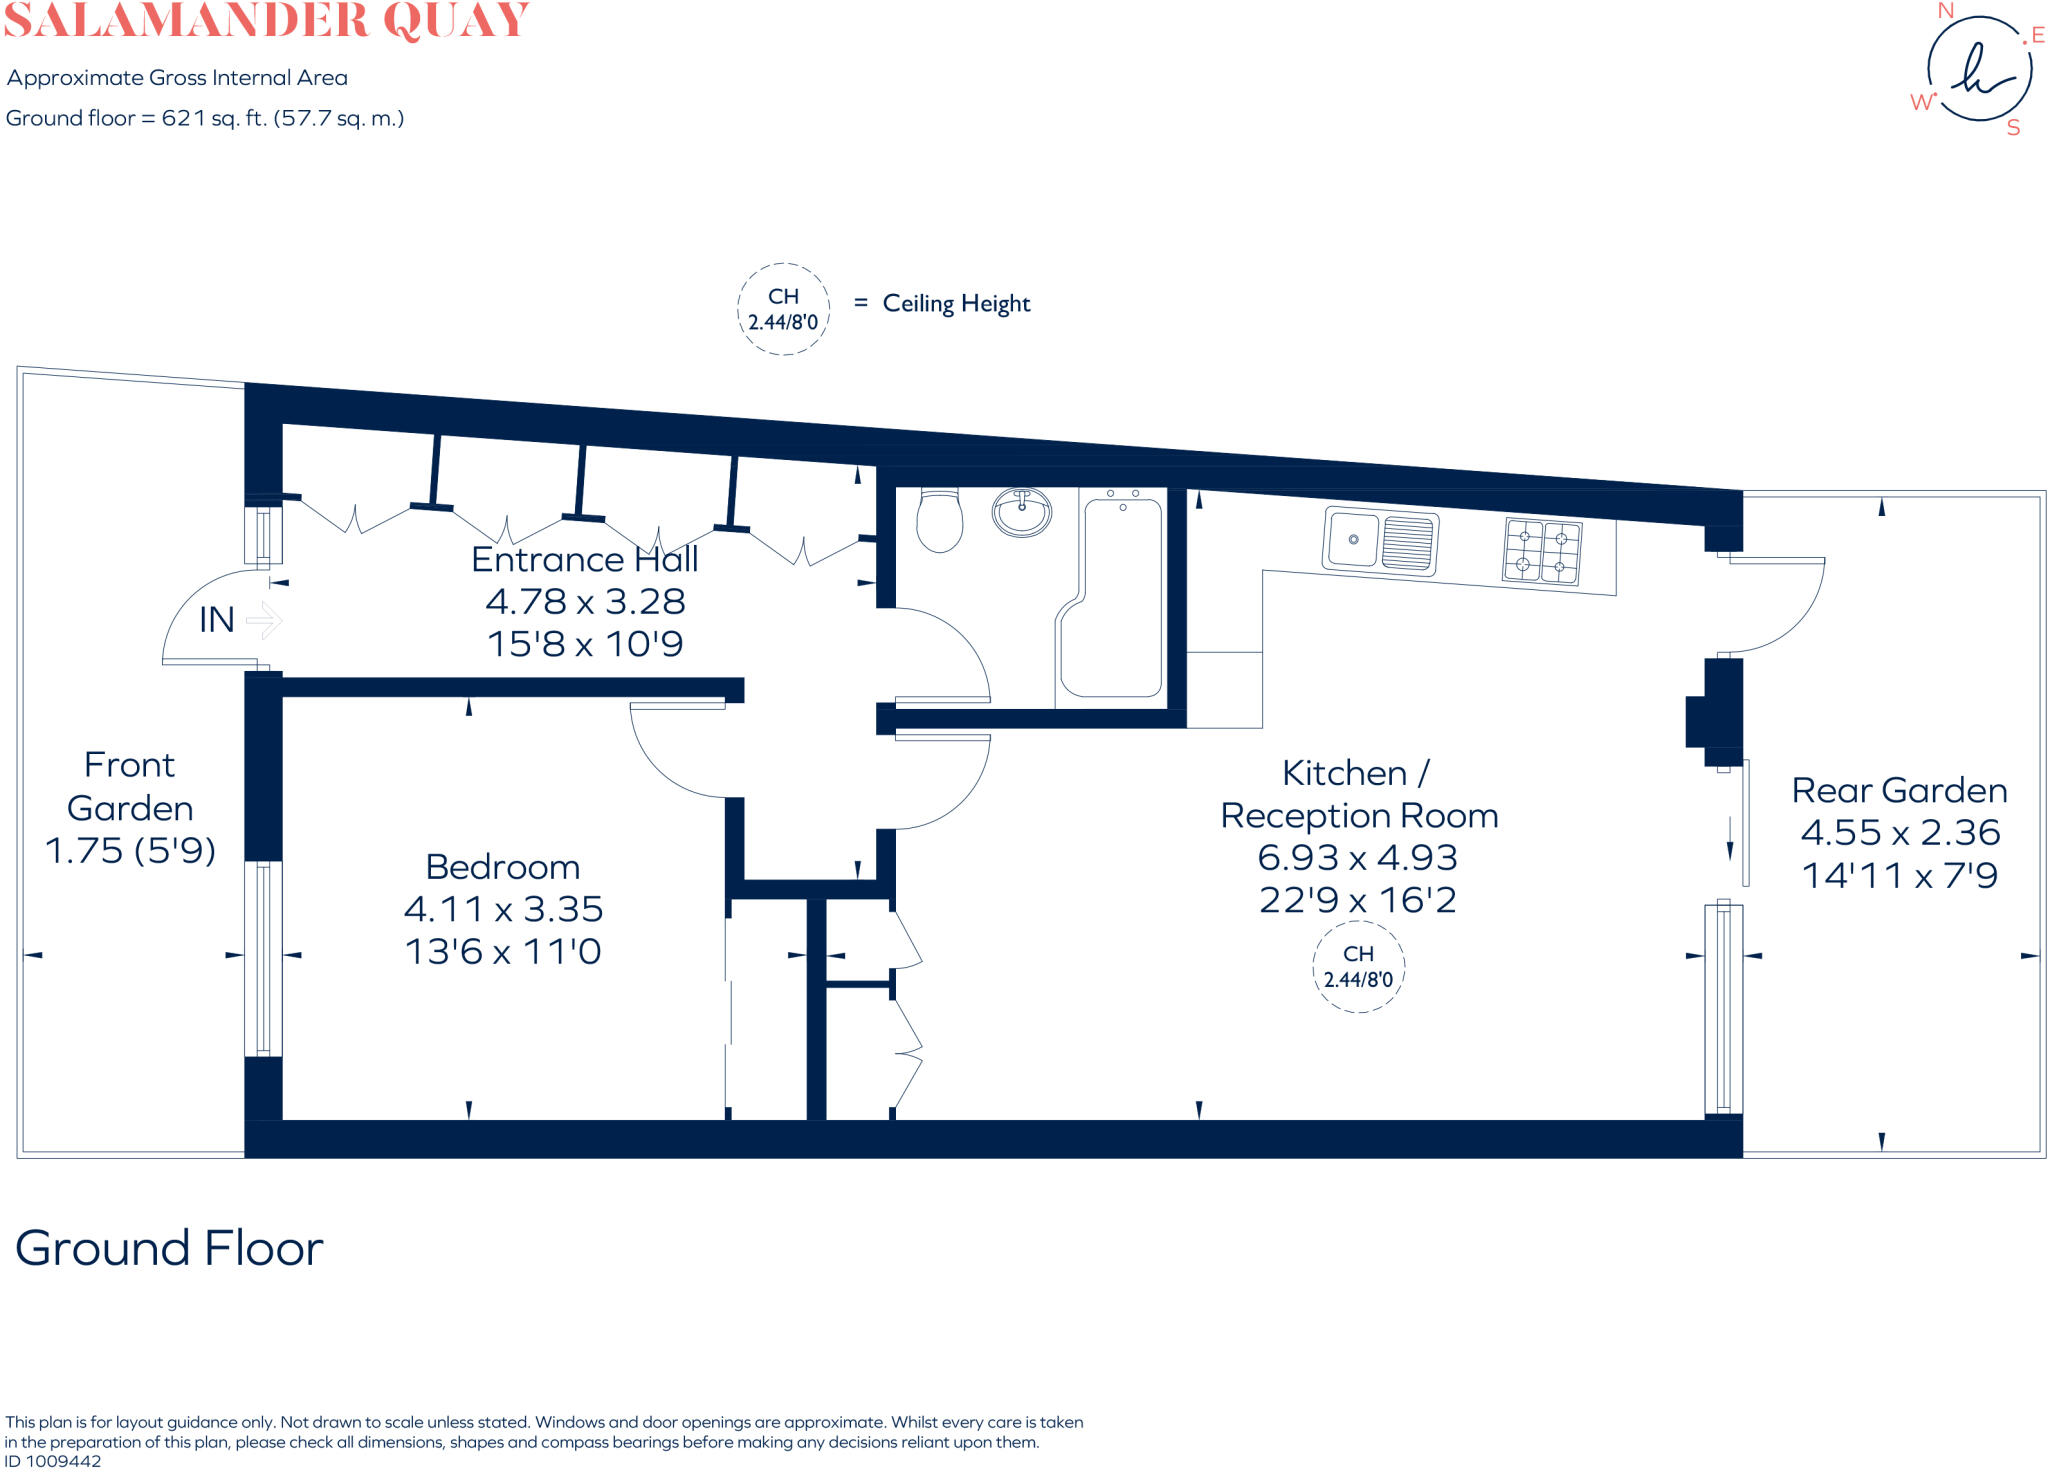 SALAMANDER QUAY
Approximate Gross Internal Area
Ground floor = 621 sq. ft. (57.7 sq. m.)
N
E
W
S
CH
2.44/8'0
= Ceiling Height
Entrance Hall
4.78 x 3.28
15'8 x 10'9
IN
Front
Garden
1.75 (5'9)
Bedroom
4.11 x 3.35
13'6 x 11'0
Kitchen /
Reception Room
6.93 x 4.93
22'9 x 16'2
CH
2.44/8'0
Rear Garden
4.55 x 2.36
14'11 x 7'9
Ground Floor
This plan is for layout guidance only. Not drawn to scale unless stated. Windows and door openings are approximate. Whilst every care is taken
in the preparation of this plan, please check all dimensions, shapes and compass bearings before making any decisions reliant upon them.
ID 1009442